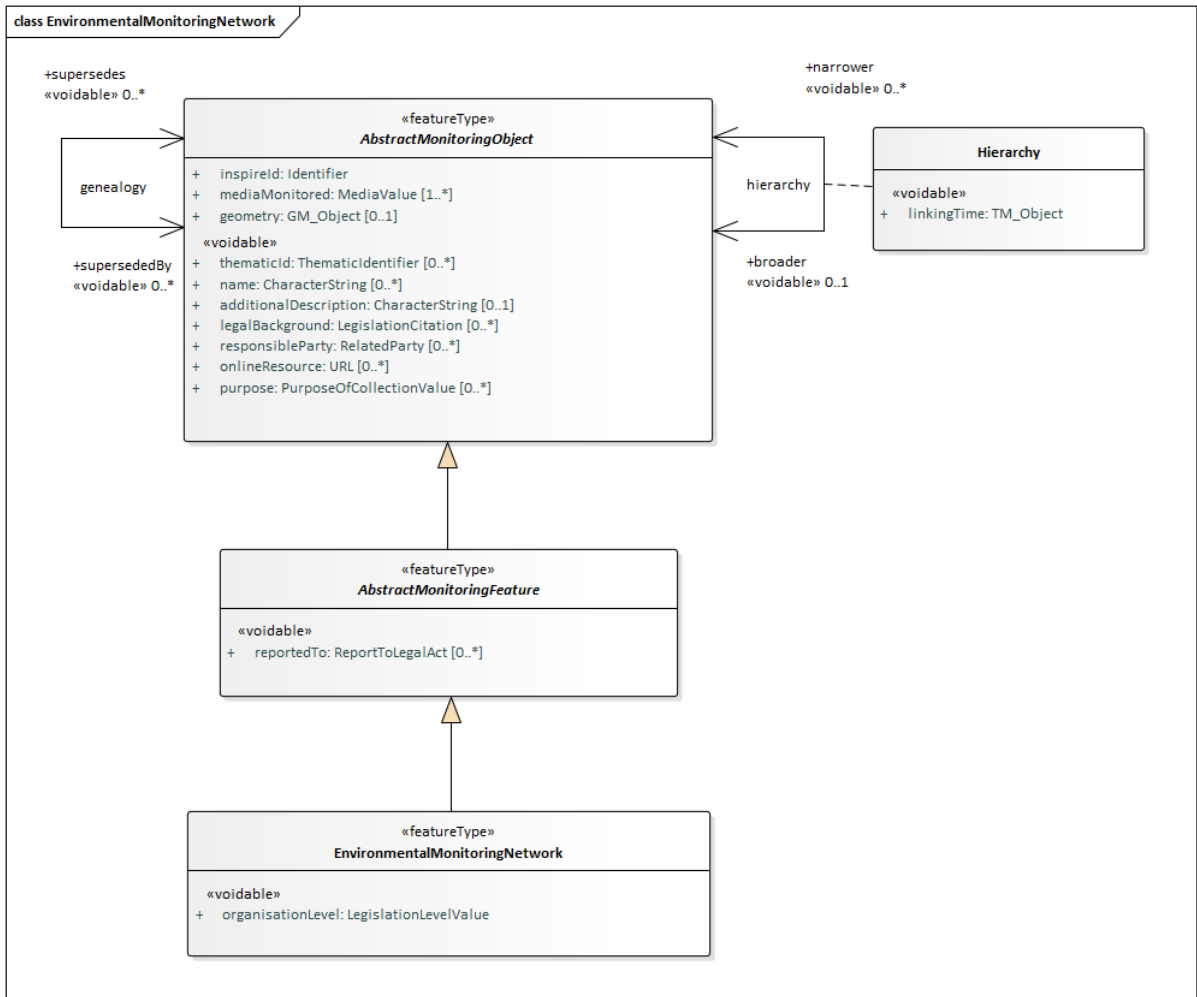 class EnvironmentalMonitoringNetwork
+supersedes
«voidable» 0..*
+narrower
«voidable» 0..*
«featureType»
AbstractMonitoringObject
+ inspireId: Identifier
+ mediaMonitored: MediaValue [1..*]
+ geometry: GM_Object [0..1]
«voidable»
+ thematicId: ThematicIdentifier [0..*]
+ name: CharacterString [0..*]
+ additionalDescription: CharacterString [0..1]
+ legalBackground: LegislationCitation [0..*]
+ responsibleParty: RelatedParty [0..*]
+ onlineResource: URL [0..*]
+ purpose: PurposeOfCollectionValue [0..*]
genealogy
+supersededBy
«voidable» 0..*
hierarchy
+broader
«voidable» 0..1
Hierarchy
«voidable»
+ linkingTime: TM_Object
«featureType»
AbstractMonitoringFeature
«voidable»
+ reportedTo: ReportToLegalAct [0..*]
«featureType»
EnvironmentalMonitoringNetwork
«voidable»
+ organisationLevel: LegislationLevelValue